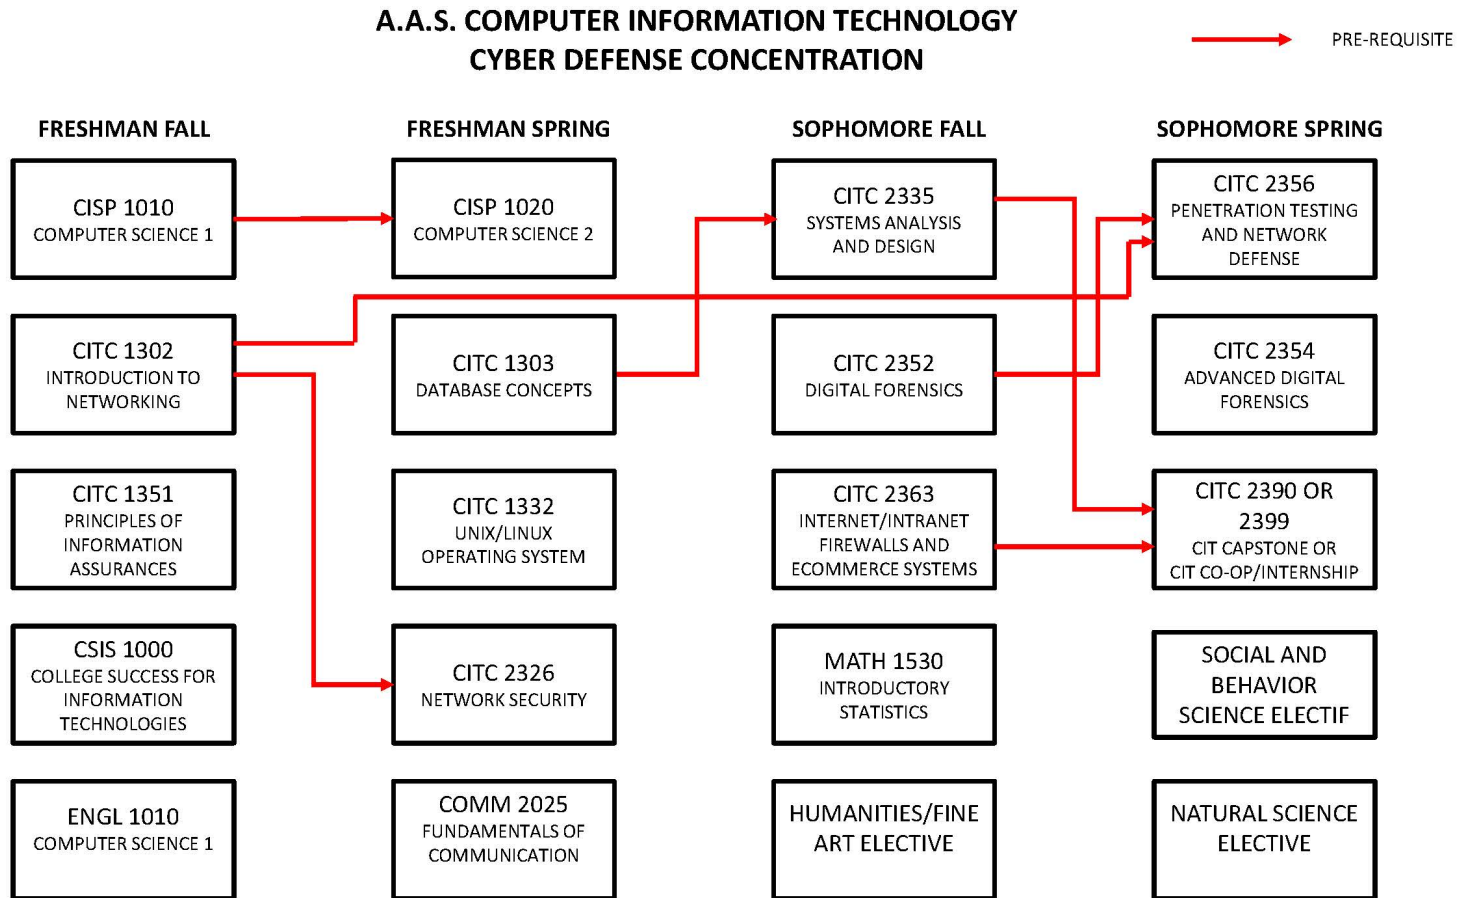 A.A.S. COMPUTER INFORMATION TECHNOLOGY
CYBER DEFENSE CONCENTRATION
PRE-REQUISITE
FRESHMAN FALL
CISP 1010
COMPUTER SCIENCE 1
CITC 1302
INTRODUCTION TO
NETWORKING
CITC 1351
PRINCIPLES OF
INFORMATION
ASSURANCES
CSIS 1000
COLLEGE SUCCESS FOR
INFORMATION
TECHNOLOGIES
ENGL 1010
COMPUTER SCIENCE 1
FRESHMAN SPRING
CISP 1020
COMPUTER SCIENCE 2
CITC 1303
DATABASE CONCEPTS
CITC 1332
UNIX/LINUX
OPERATING SYSTEM
CITC 2326
NETWORK SECURITY
COMM 2025
FUNDAMENTALS OF
COMMUNICATION
SOPHOMORE FALL
CITC 2335
SYSTEMS ANALYSIS
AND DESIGN
CITC 2352
DIGITAL FORENSICS
CITC 2363
INTERNET/INTRANET
FIREWALLS AND
ECOMMERCE SYSTEMS
MATH 1530
INTRODUCTORY
STATISTICS
HUMANITIES/FINE
ART ELECTIVE
SOPHOMORE SPRING
CITC 2356
PENETRATION TESTING
AND NETWORK
DEFENSE
CITC 2354
ADVANCED DIGITAL
FORENSICS
CITC 2390 OR
2399
CIT CAPSTONE OR
CIT CO-OP/INTERNSHIP
SOCIAL AND
BEHAVIOR
SCIENCE ELECTIF
NATURAL SCIENCE
ELECTIVE